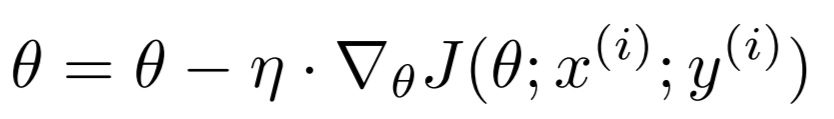 θ = θ − η · ∇_θ J(θ; x^{(i)}; y^{(i)})